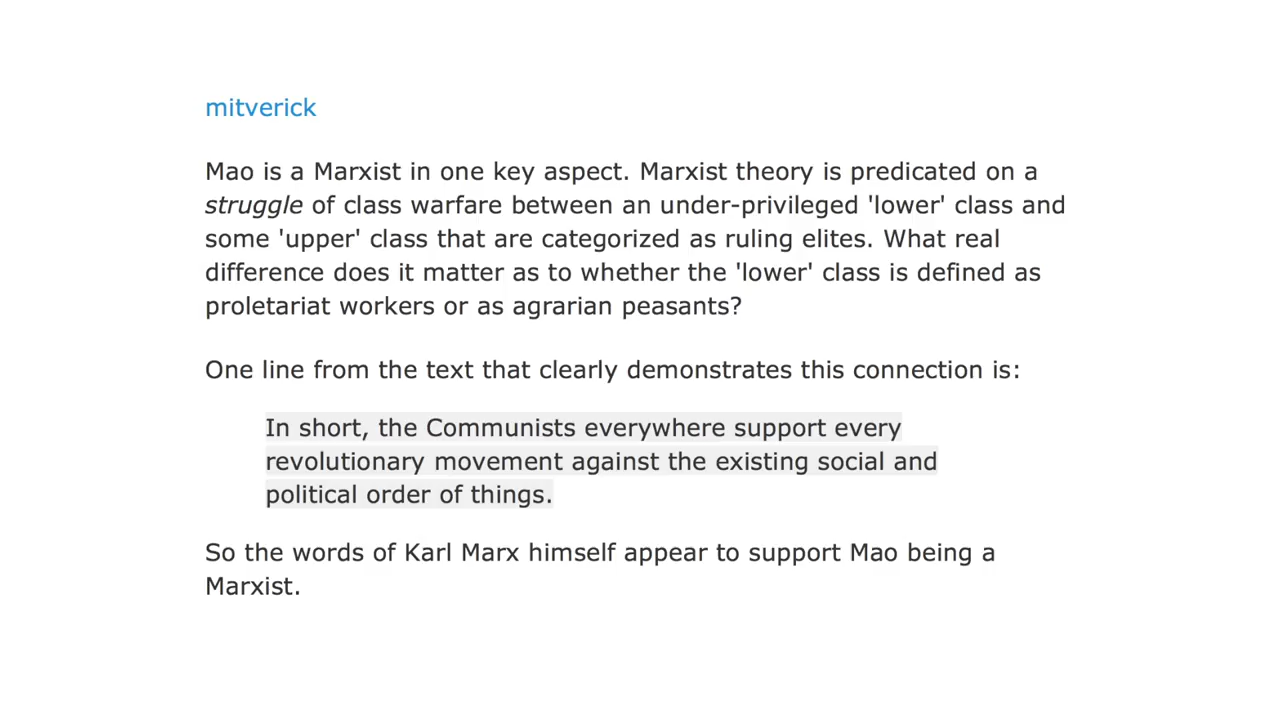 mitverick
Mao is a Marxist in one key aspect. Marxist theory is predicated on a
struggle of class warfare between an under-privileged 'lower' class and
some 'upper' class that are categorized as ruling elites. What real
difference does it matter as to whether the 'lower' class is defined as
proletariat workers or as agrarian peasants?
One line from the text that clearly demonstrates this connection is:
In short, the Communists everywhere support every
revolutionary movement against the existing social and
political order of things.
So the words of Karl Marx himself appear to support Mao being a
Marxist.